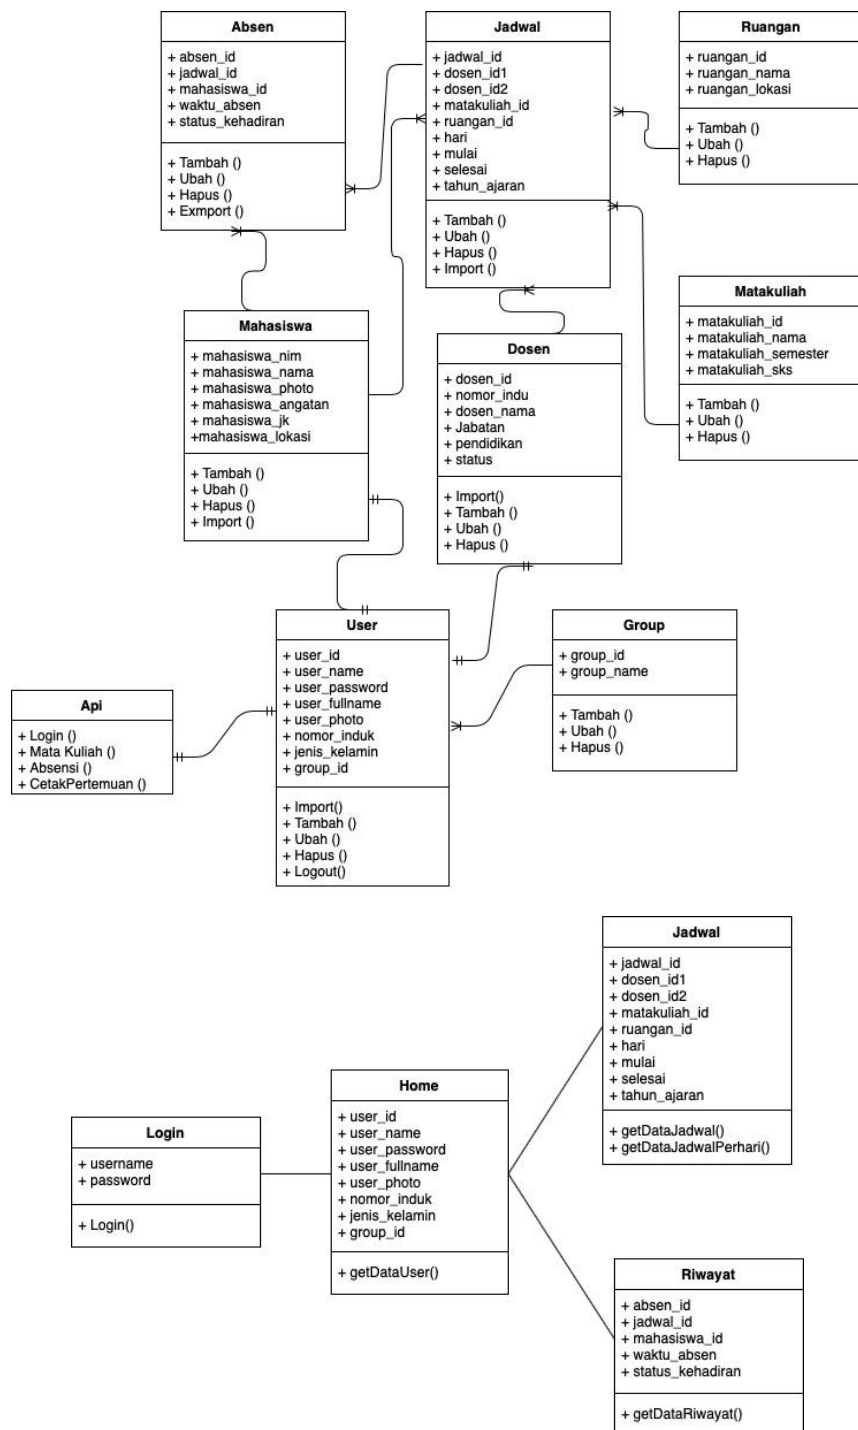 Absen
+ absen_id
+ jadwal_id
+ mahasiswa_id
+ waktu_absen
+ status_kehadiran
+ Tambah ()
+ Ubah ()
+ Hapus ()
+ Exmport ()
Jadwal
+ jadwal_id
+ dosen_id1
+ dosen_id2
+ matakuliah_id
+ ruangan_id
+ hari
+ mulai
+ selesai
+ tahun_ajaran
+ Tambah ()
+ Ubah ()
+ Hapus ()
+ Import ()
Ruangan
+ ruangan_id
+ ruangan_nama
+ ruangan_lokasi
+ Tambah ()
+ Ubah ()
+ Hapus ()
Matakuliah
+ matakuliah_id
+ matakuliah_nama
+ matakuliah_semester
+ matakuliah_sks
+ Tambah ()
+ Ubah ()
+ Hapus ()
Mahasiswa
+ mahasiswa_nim
+ mahasiswa_nama
+ mahasiswa_photo
+ mahasiswa_angatan
+ mahasiswa_jk
+mahasiswa_lokasi
+ Tambah ()
+ Ubah ()
+ Hapus ()
+ Import ()
Dosen
+ dosen_id
+ nomor_indu
+ dosen_nama
+ Jabatan
+ pendidikan
+ status
+ Import()
+ Tambah ()
+ Ubah ()
+ Hapus ()
User
+ user_id
+ user_name
+ user_password
+ user_fullname
+ user_photo
+ nomor_induk
+ jenis_kelamin
+ group_id
+ Import()
+ Tambah ()
+ Ubah ()
+ Hapus ()
+ Logout()
Group
+ group_id
+ group_name
+ Tambah ()
+ Ubah ()
+ Hapus ()
Api
+ Login ()
+ Mata Kuliah ()
+ Absensi ()
+ CetakPertemuan ()
Login
+ username
+ password
+ Login()
Home
+ user_id
+ user_name
+ user_password
+ user_fullname
+ user_photo
+ nomor_induk
+ jenis_kelamin
+ group_id
+ getDataUser()
Jadwal
+ jadwal_id
+ dosen_id1
+ dosen_id2
+ matakuliah_id
+ ruangan_id
+ hari
+ mulai
+ selesai
+ tahun_ajaran
+ getDataJadwal()
+ getDataJadwalPerhari()
Riwayat
+ absen_id
+ jadwal_id
+ mahasiswa_id
+ waktu_absen
+ status_kehadiran
+ getDataRiwayat()